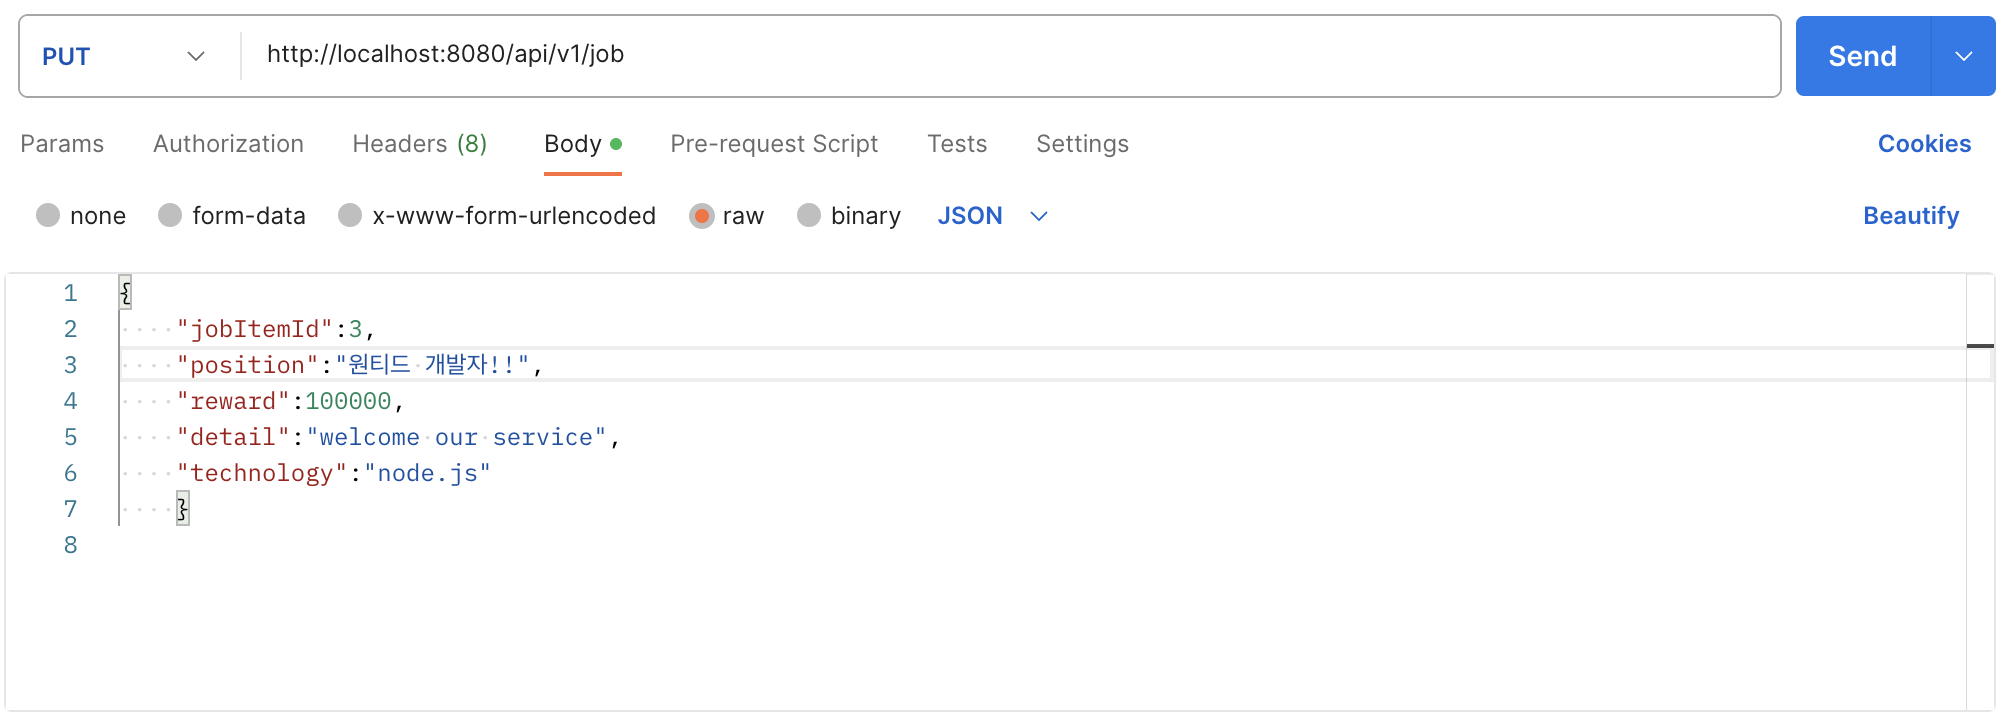 PUT http://localhost:8080/api/v1/job Send
Params Authorization Headers (8) Body Pre-request Script Tests Settings Cookies
none form-data x-www-form-urlencoded raw binary JSON Beautify
1 {
2 "jobItemId":3,
3 "position":"원티드 개발자!!",
4 "reward":100000,
5 "detail":"welcome our service",
6 "technology":"node.js"
7 }
8